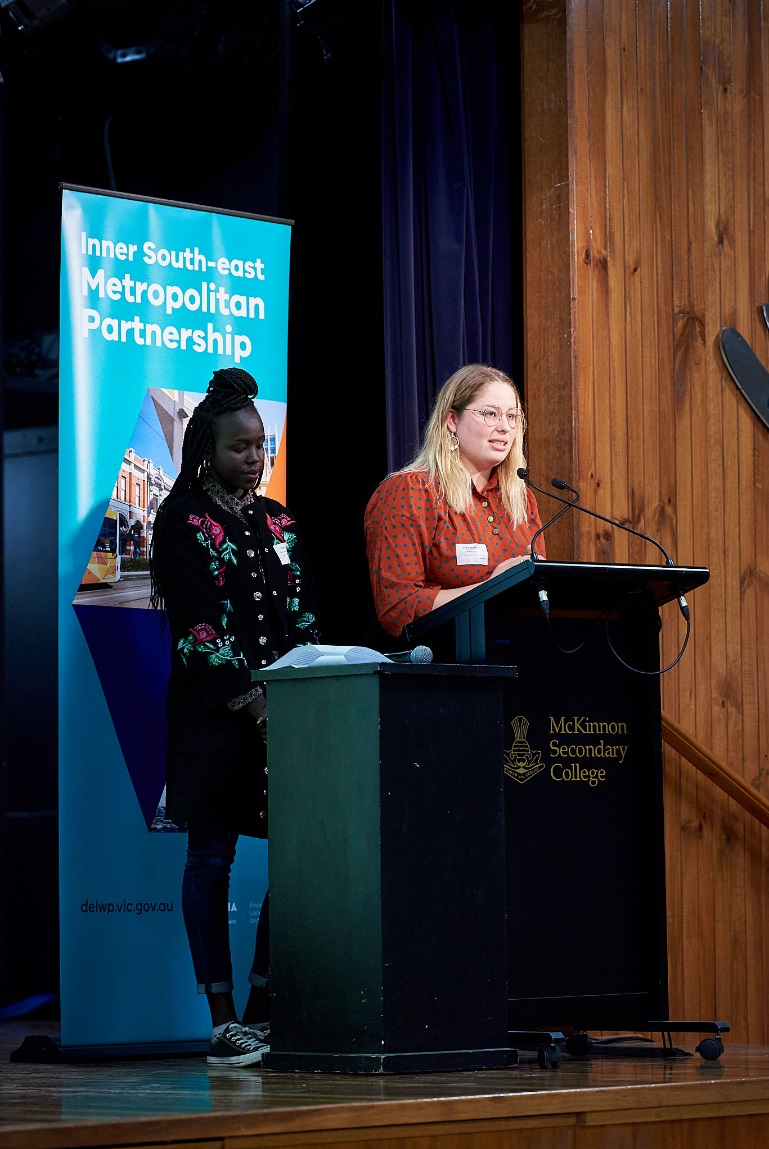 Inner South-east
Metropolitan
Partnership
McKinnon
Secondary
College
delwp.vic.gov.au